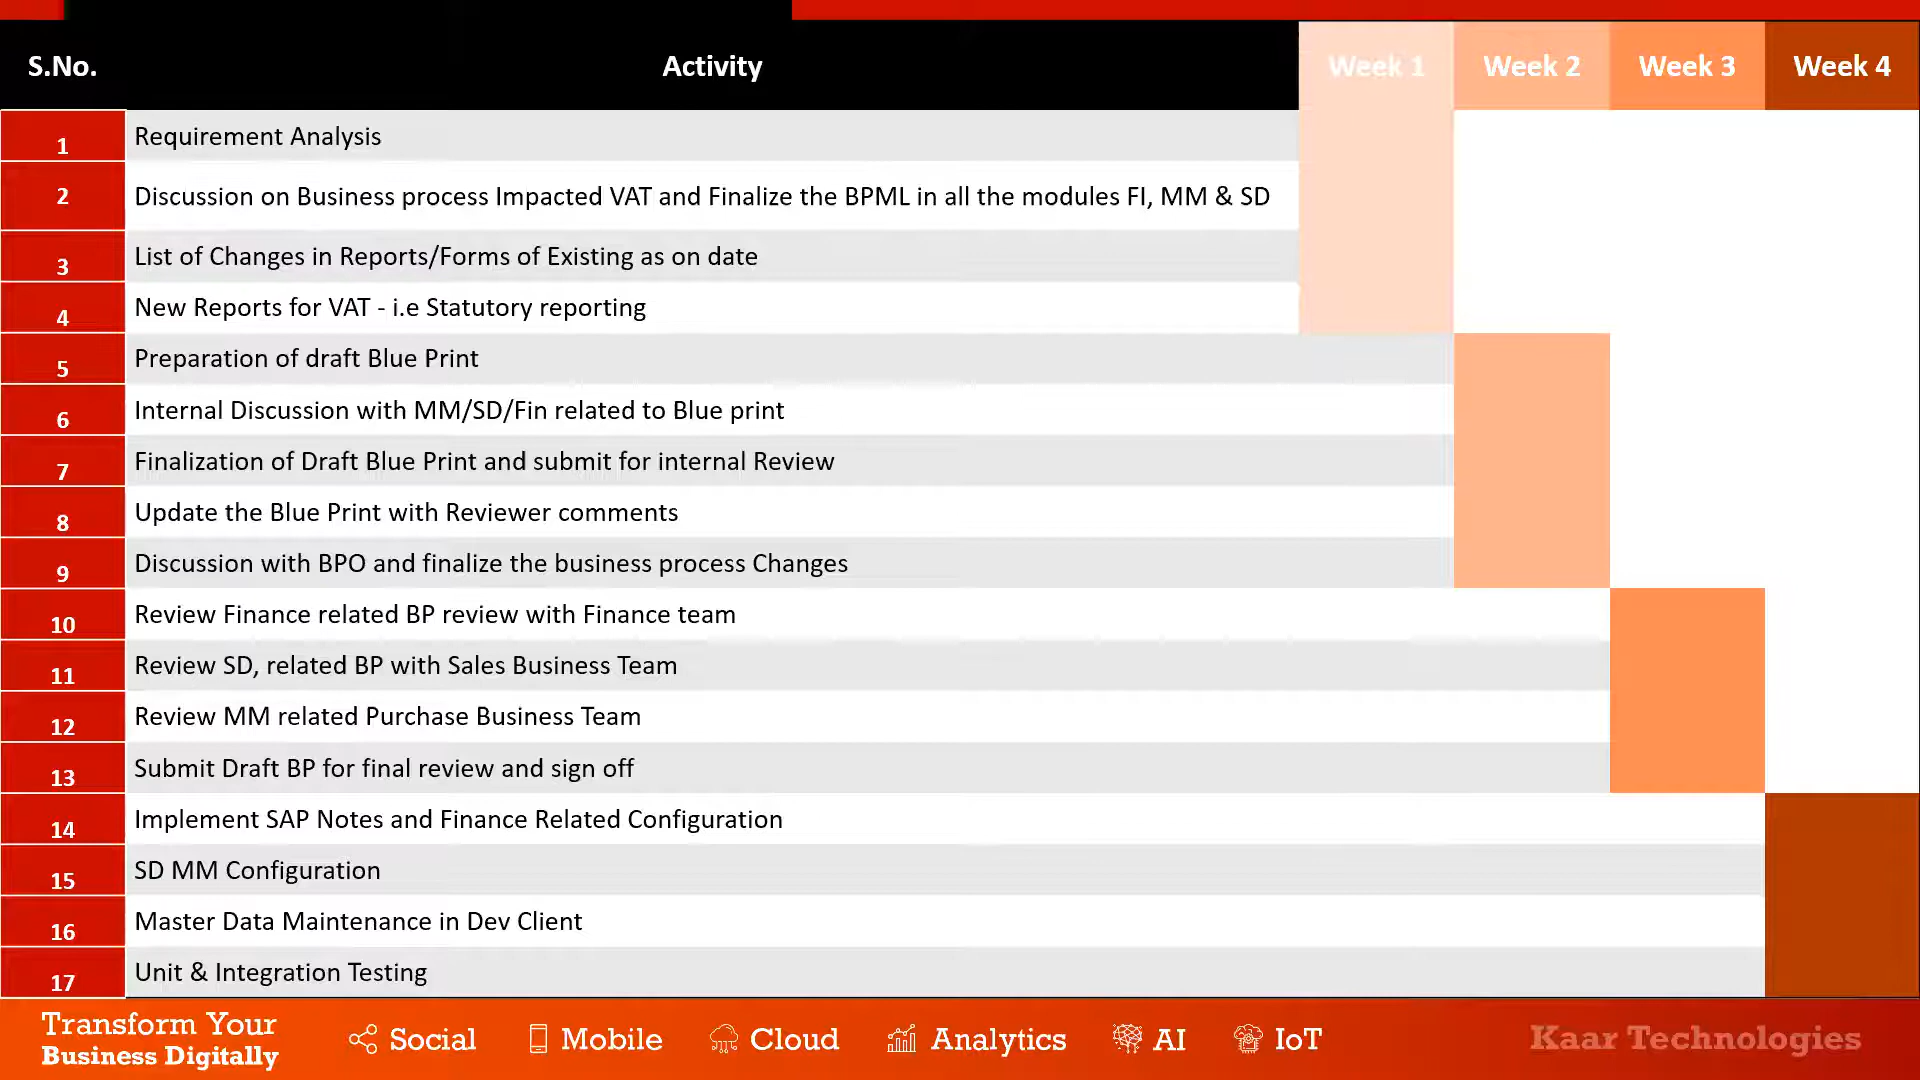 S.No. Activity Week 1 Week 2 Week 3 Week 4
1 Requirement Analysis
2 Discussion on Business process Impacted VAT and Finalize the BPML in all the modules FI, MM & SD
3 List of Changes in Reports/Forms of Existing as on date
4 New Reports for VAT - i.e Statutory reporting
5 Preparation of draft Blue Print
6 Internal Discussion with MM/SD/Fin related to Blue print
7 Finalization of Draft Blue Print and submit for internal Review
8 Update the Blue Print with Reviewer comments
9 Discussion with BPO and finalize the business process Changes
10 Review Finance related BP review with Finance team
11 Review SD, related BP with Sales Business Team
12 Review MM related Purchase Business Team
13 Submit Draft BP for final review and sign off
14 Implement SAP Notes and Finance Related Configuration
15 SD MM Configuration
16 Master Data Maintenance in Dev Client
17 Unit & Integration Testing
Transform Your
Business Digitally
Social Mobile Cloud Analytics AI IoT
Kaar Technologies